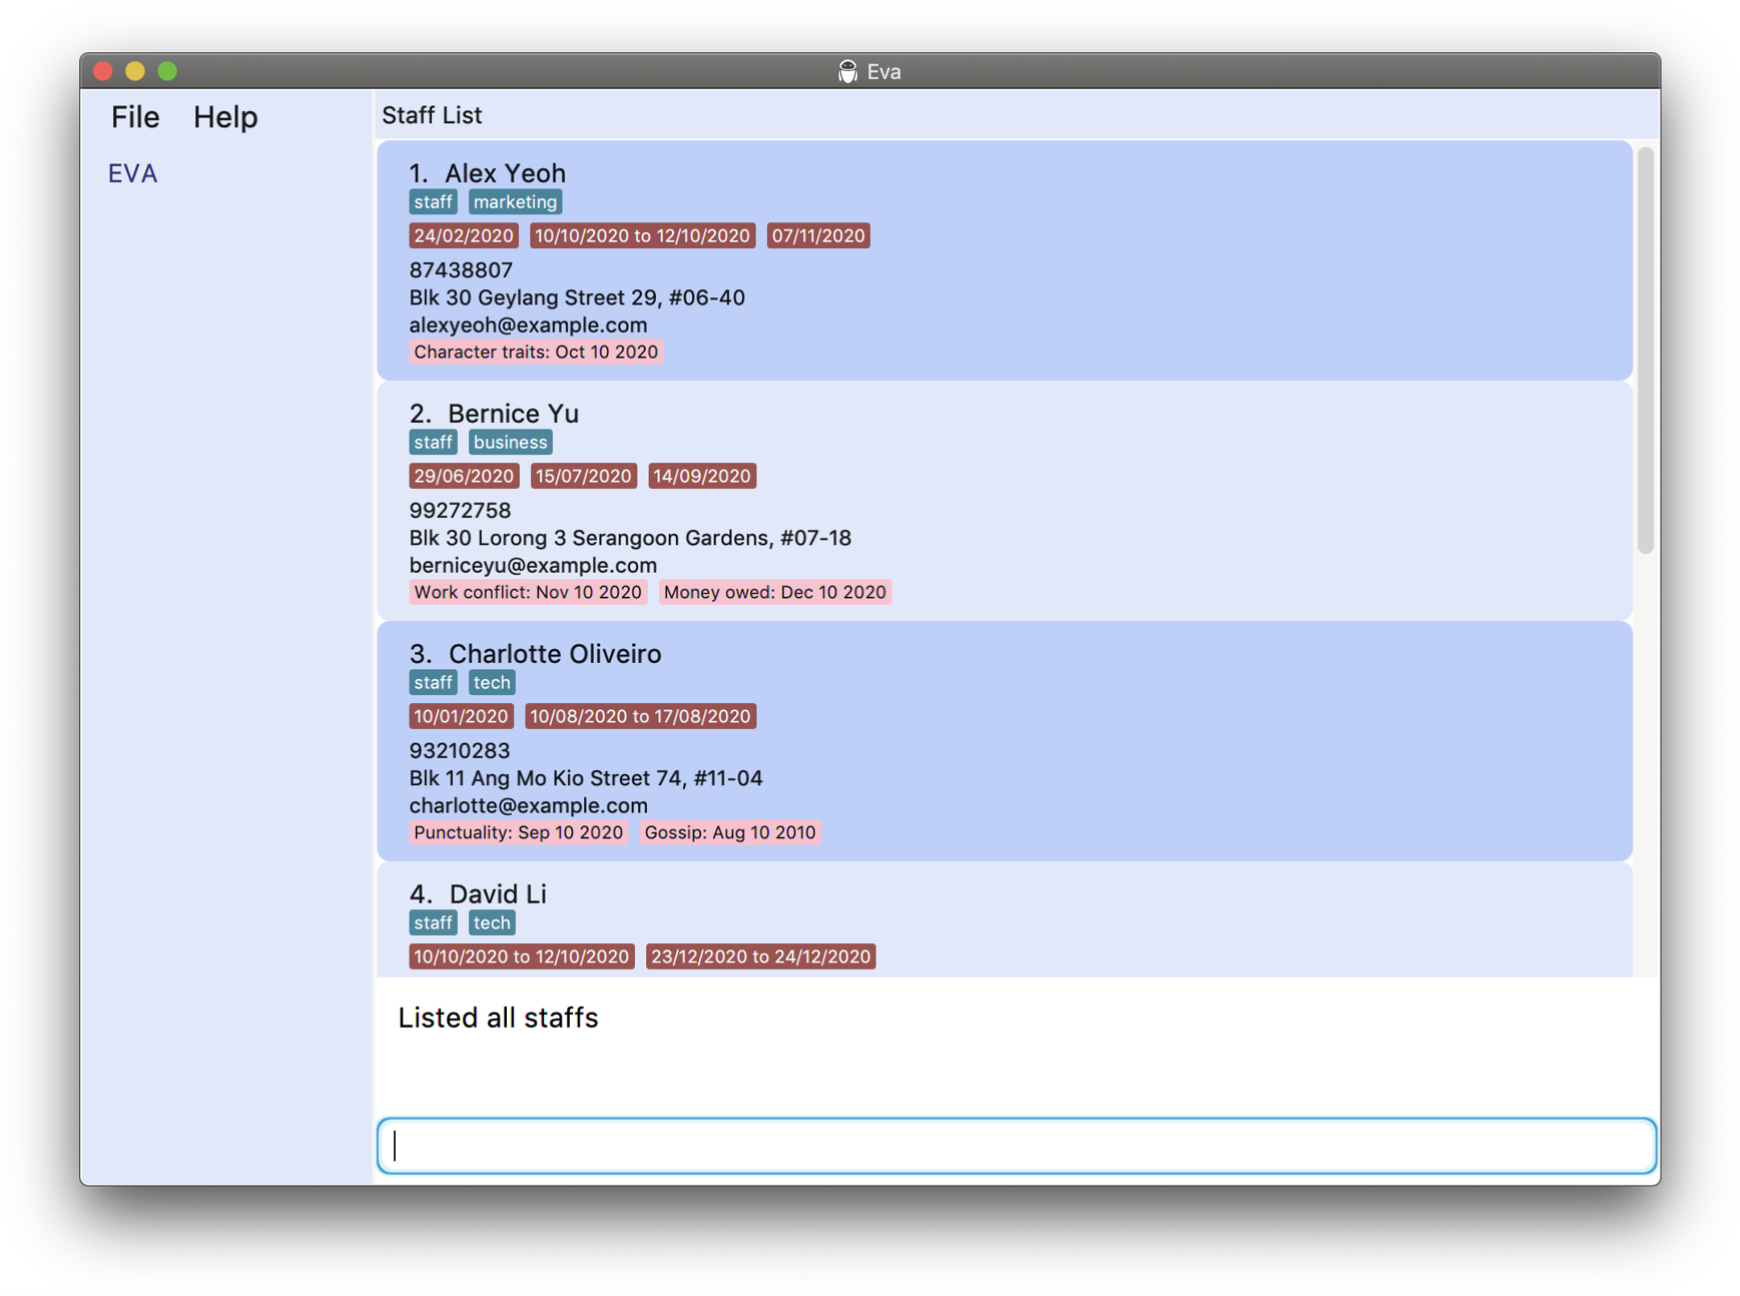 Eva
File Help
EVA
Staff List
1. Alex Yeoh
staff marketing
24/02/2020 10/10/2020 to 12/10/2020 07/11/2020
87438807
Blk 30 Geylang Street 29, #06-40
alexyeoh@example.com
Character traits: Oct 10 2020
2. Bernice Yu
staff business
29/06/2020 15/07/2020 14/09/2020
99272758
Blk 30 Lorong 3 Serangoon Gardens, #07-18
berniceyu@example.com
Work conflict: Nov 10 2020 Money owed: Dec 10 2020
3. Charlotte Oliveiro
staff tech
10/01/2020 10/08/2020 to 17/08/2020
93210283
Blk 11 Ang Mo Kio Street 74, #11-04
charlotte@example.com
Punctuality: Sep 10 2020 Gossip: Aug 10 2010
4. David Li
staff tech
10/10/2020 to 12/10/2020 23/12/2020 to 24/12/2020
Listed all staffs